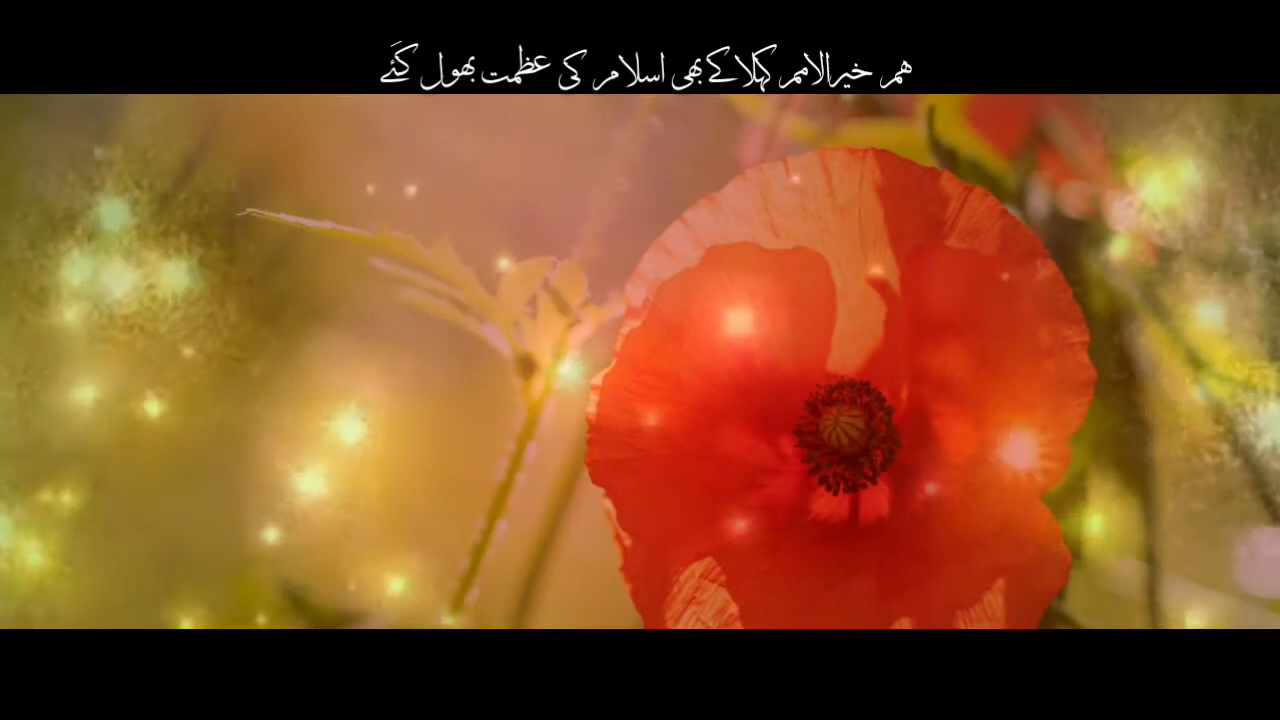 ہم خیرالامم کہلا کے بھی اسلام کی عظمت بھول گئے